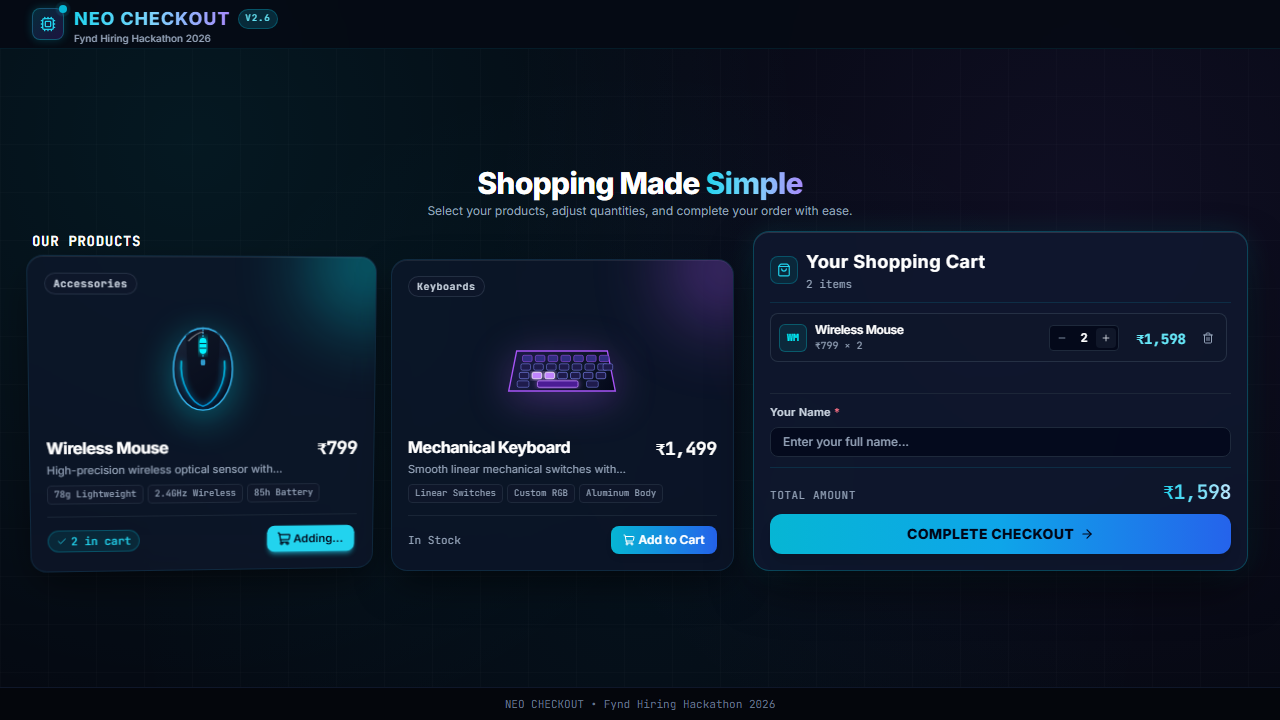 NEO CHECKOUT V2.6
Fynd Hiring Hackathon 2026
Shopping Made Simple
Select your products, adjust quantities, and complete your order with ease.
OUR PRODUCTS
Accessories
Wireless Mouse ₹799
High-precision wireless optical sensor with...
78g Lightweight 2.4GHz Wireless 85h Battery
2 in cart Adding...
Keyboards
Mechanical Keyboard ₹1,499
Smooth linear mechanical switches with...
Linear Switches Custom RGB Aluminum Body
In Stock Add to Cart
Your Shopping Cart
2 items
WM Wireless Mouse
₹799 × 2
− 2 + ₹1,598
Your Name *
Enter your full name...
TOTAL AMOUNT ₹1,598
COMPLETE CHECKOUT →
NEO CHECKOUT • Fynd Hiring Hackathon 2026